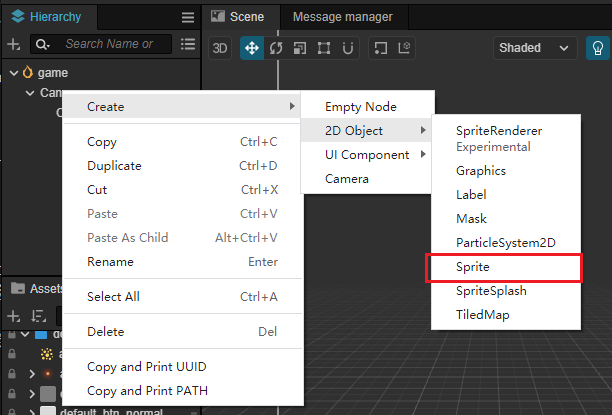 Hierarchy
Scene
Message manager
Search Name or
3D
Shaded
game
Can
C
Create
Copy Ctrl+C
Duplicate Ctrl+D
Cut Ctrl+X
Paste Ctrl+V
Paste As Child Alt+Ctrl+V
Rename Enter
Select All Ctrl+A
Delete Del
Copy and Print UUID
Copy and Print PATH
Empty Node
2D Object
UI Component
Camera
SpriteRenderer
Experimental
Graphics
Label
Mask
ParticleSystem2D
Sprite
SpriteSplash
TiledMap
Assets
de
a
a
default_btn_normal